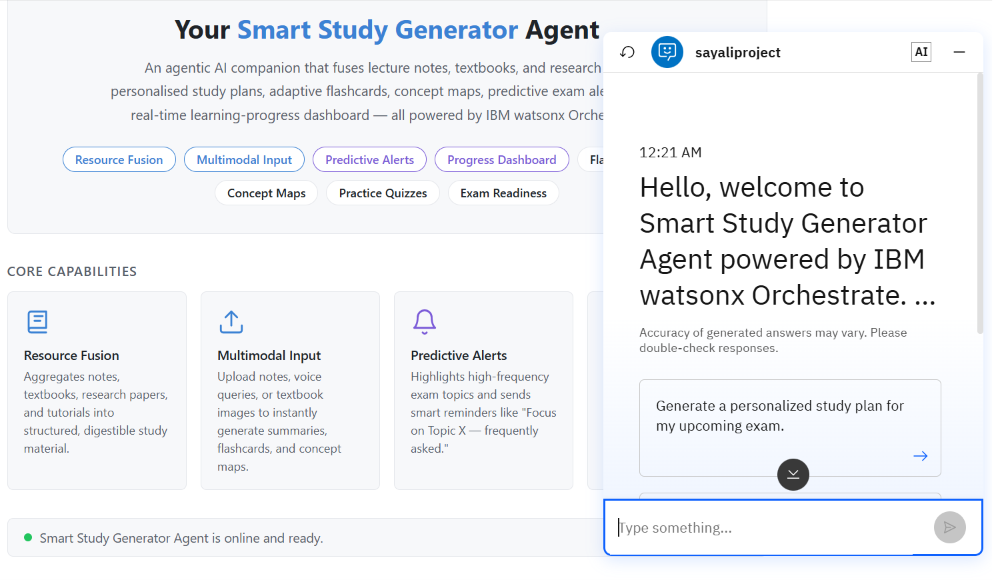 Your Smart Study Generator Agent
An agentic AI companion that fuses lecture notes, textbooks, and research
personalised study plans, adaptive flashcards, concept maps, predictive exam
real-time learning-progress dashboard — all powered by IBM watsonx
Resource Fusion
Multimodal Input
Predictive Alerts
Progress Dashboard
Concept Maps
Practice Quizzes
Exam Readiness
CORE CAPABILITIES
Resource Fusion
Aggregates notes,
textbooks, research papers,
and tutorials into
structured, digestible study
material.
Multimodal Input
Upload notes, voice
queries, or textbook
images to instantly
generate summaries,
flashcards, and concept
maps.
Predictive Alerts
Highlights high-frequency
exam topics and sends
smart reminders like "Focus
on Topic X — frequently
asked."
Smart Study Generator Agent is online and ready.
sayaliproject
AI
12:21 AM
Hello, welcome to
Smart Study Generator
Agent powered by IBM
watsonx Orchestrate. ...
Accuracy of generated answers may vary. Please
double-check responses.
Generate a personalized study plan for
my upcoming exam.
Type something...